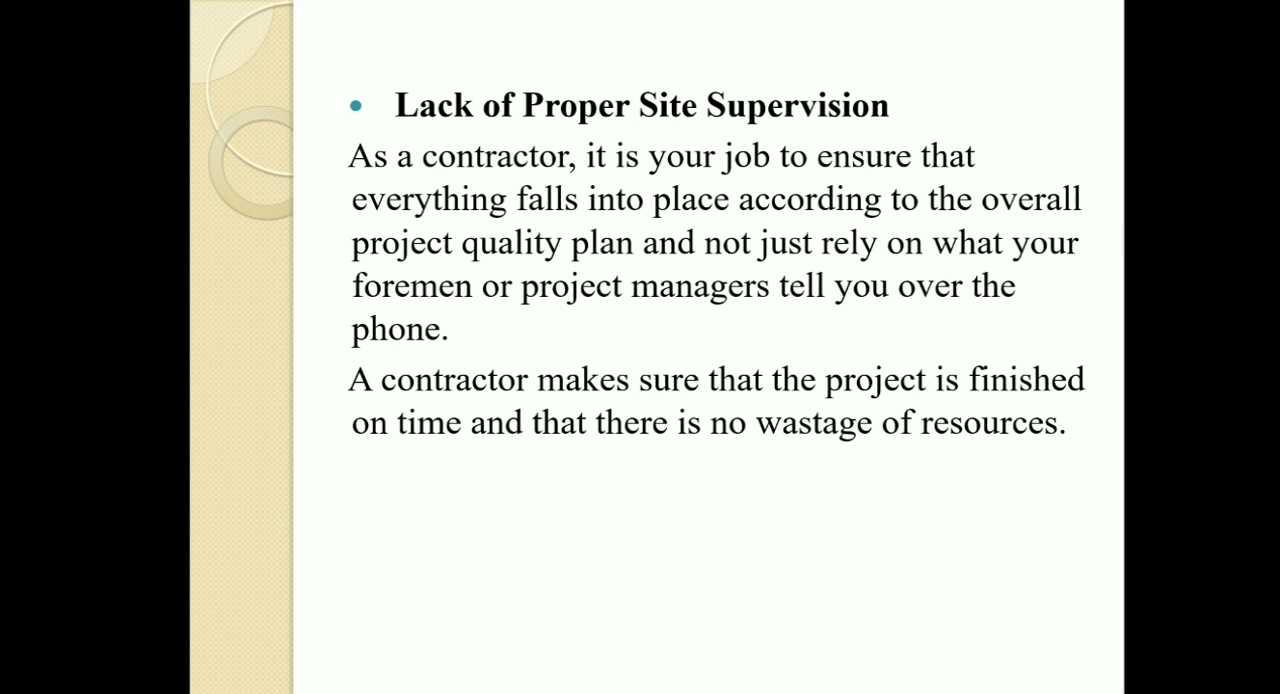 • Lack of Proper Site Supervision
As a contractor, it is your job to ensure that
everything falls into place according to the overall
project quality plan and not just rely on what your
foremen or project managers tell you over the
phone.
A contractor makes sure that the project is finished
on time and that there is no wastage of resources.